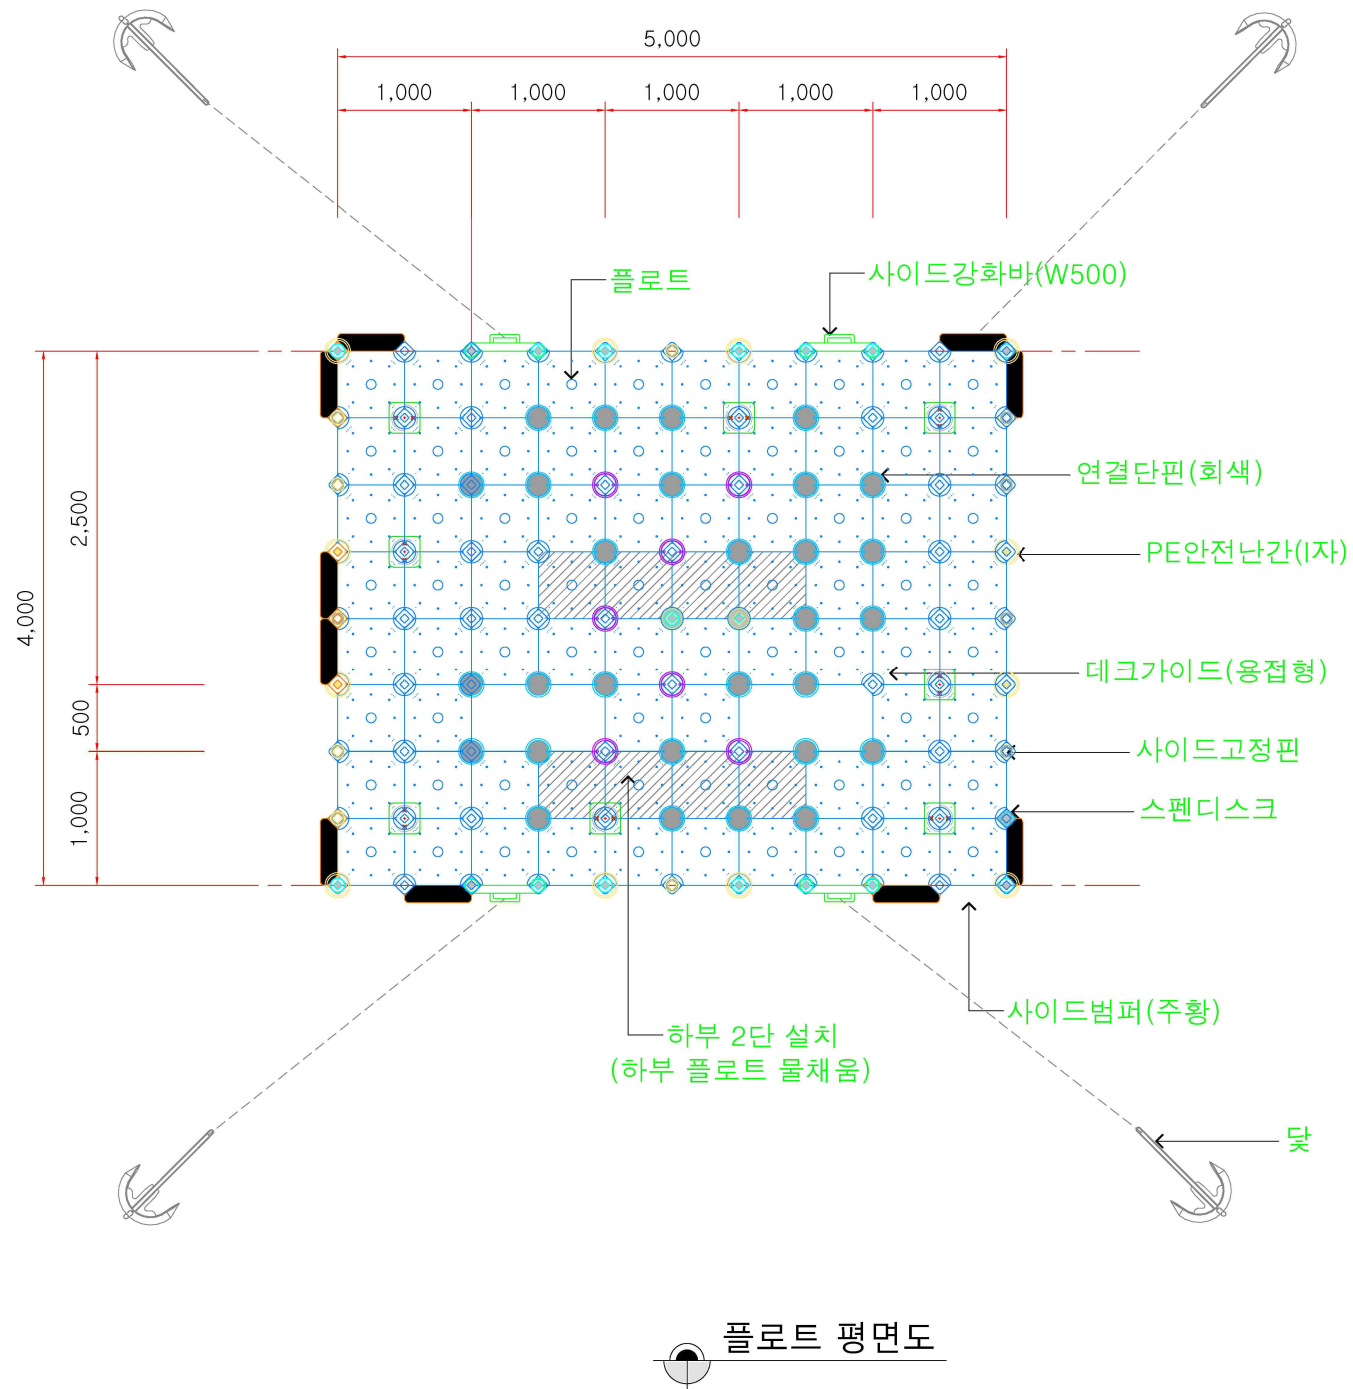 5,000
1,000 1,000 1,000 1,000 1,000
플로트
사이드강화바(W500)
연결단핀(회색)
2,500
PE안전난간(I자)
4,000
데크가이드(용접형)
500
사이드고정핀
스펜디스크
1,000
사이드범퍼(주황)
하부 2단 설치
(하부 플로트 물채움)
닻
플로트 평면도